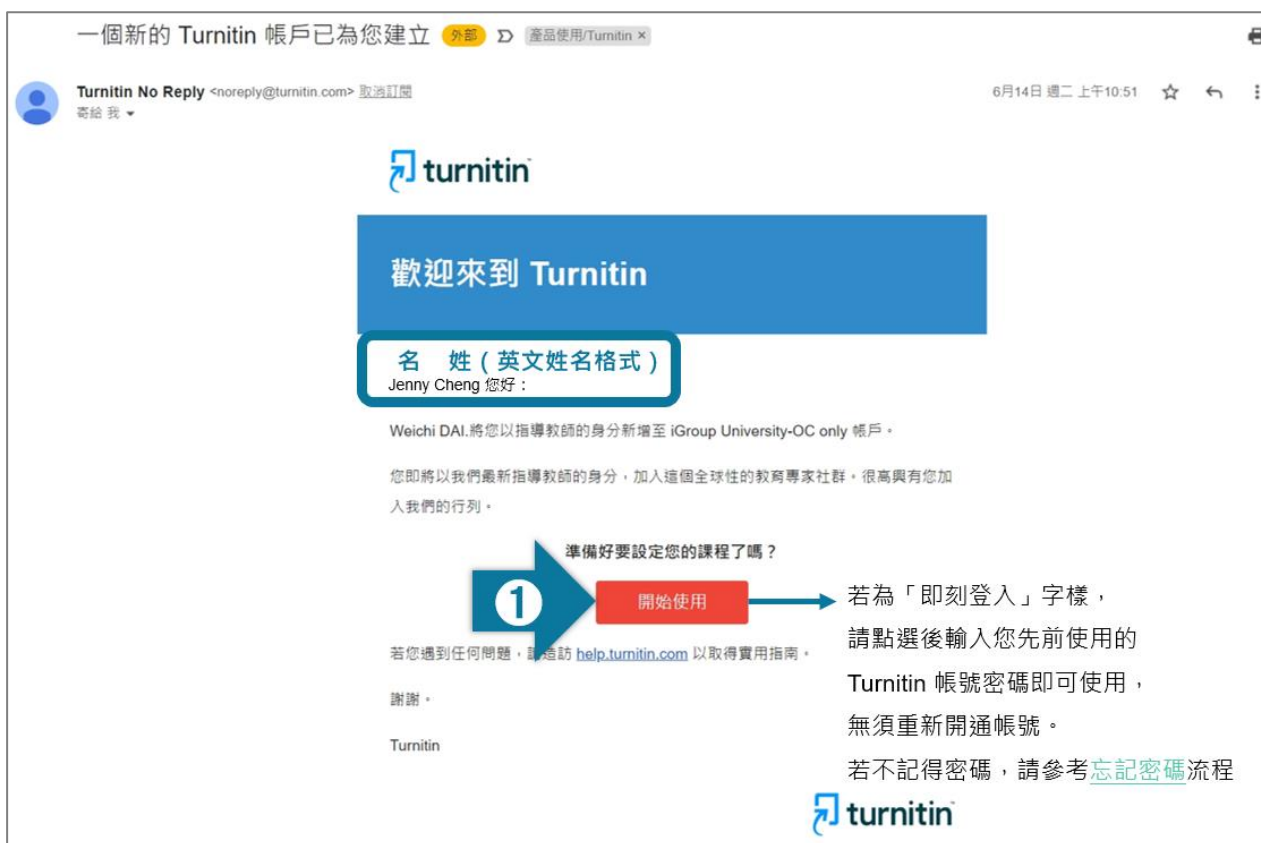 一個新的 Turnitin 帳戶已為您建立 外部 產品使用/Turnitin ×
Turnitin No Reply <noreply@turnitin.com> 取消訂閱
6月14日 週二 上午10:51
寄給 我
turnitin
歡迎來到 Turnitin
名 姓(英文姓名格式)
Jenny Cheng 您好:
Weichi DAI.將您以指導教師的身分新增至 iGroup University-OC only 帳戶。
您即將以我們最新指導教師的身分,加入這個全球性的教育專家社群。很高興有您加
入我們的行列。
準備好要設定您的課程了嗎?
1
開始使用
若為「即刻登入」字樣,
請點選後輸入您先前使用的
Turnitin 帳號密碼即可使用,
無須重新開通帳號。
若不記得密碼,請參考忘記密碼流程
若您遇到任何問題,請造訪 help.turnitin.com 以取得實用指南。
謝謝。
Turnitin
turnitin